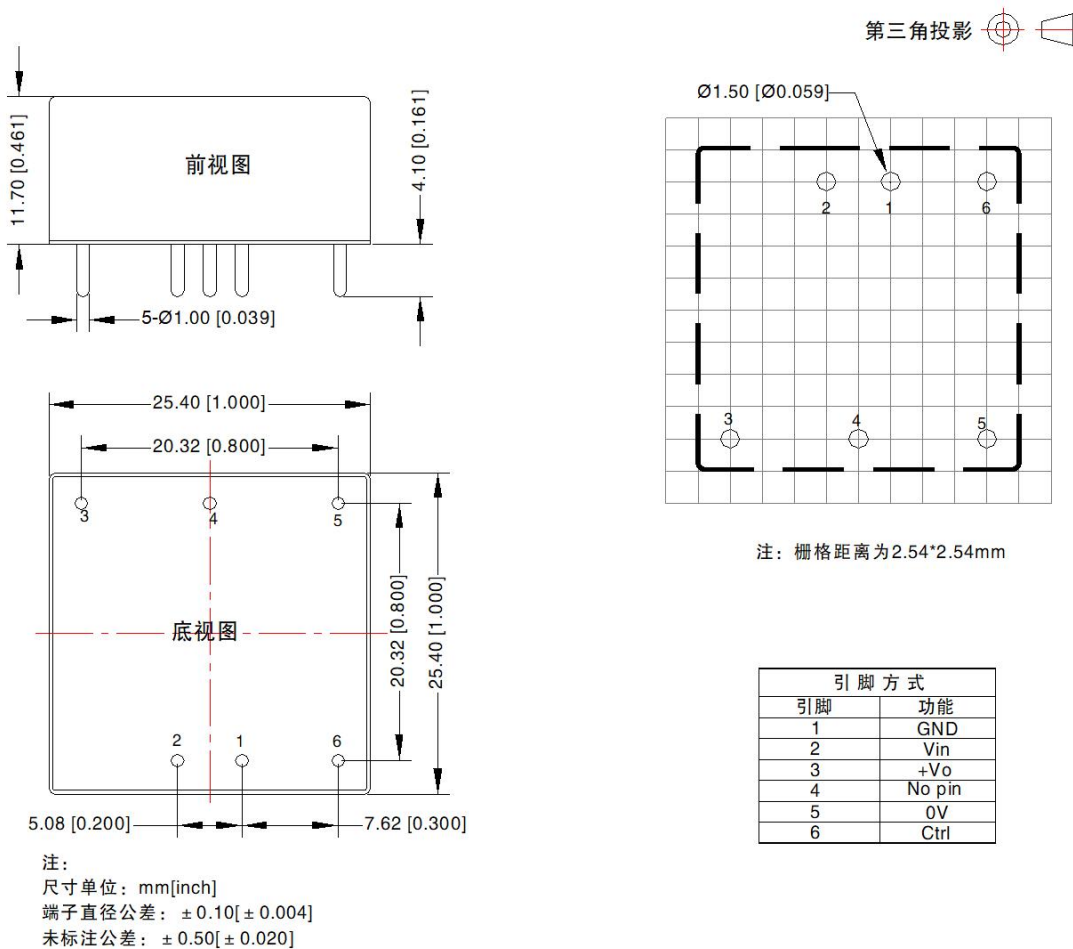 第三角投影
11.70 [0.461]
前视图
4.10 [0.161]
5-Ø1.00 [0.039]
Ø1.50 [Ø0.059]
2
1
6
3
4
5
注：栅格距离为2.54*2.54mm
25.40 [1.000]
20.32 [0.800]
3
4
5
底视图
20.32 [0.800]
25.40 [1.000]
2
1
6
5.08 [0.200]
7.62 [0.300]
引脚方式
引脚 功能
1 GND
2 Vin
3 +Vo
4 No pin
5 0V
6 Ctrl
注：
尺寸单位：mm[inch]
端子直径公差：±0.10[±0.004]
未标注公差：±0.50[±0.020]